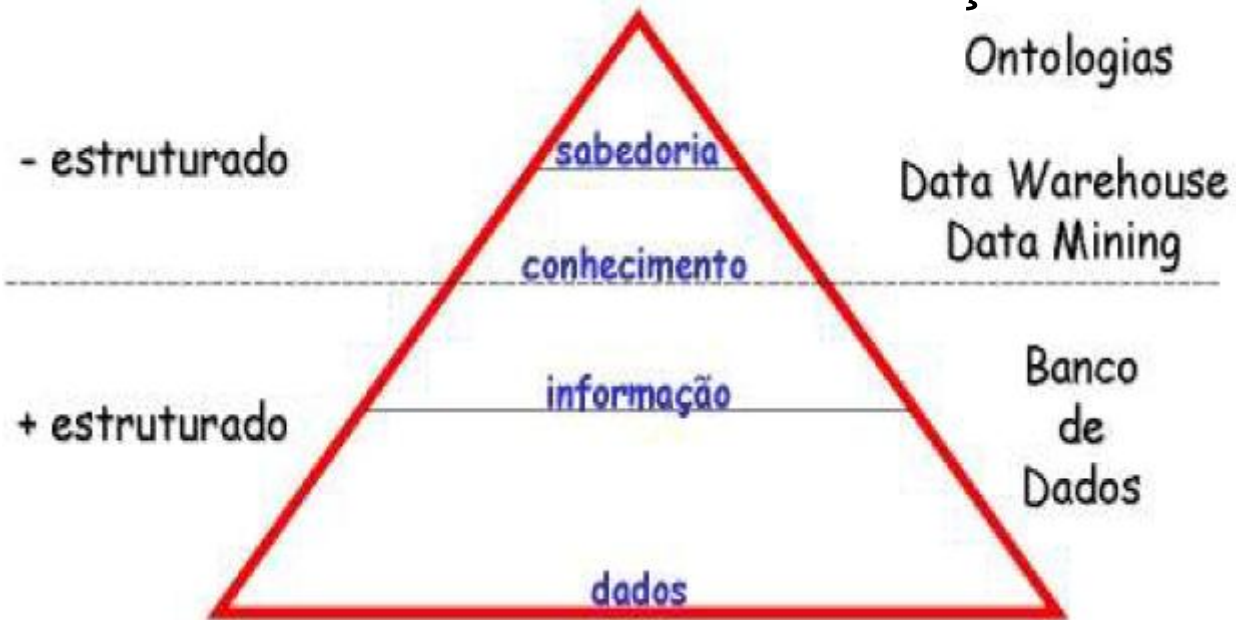 Ontologias
sabedoria
- estruturado
Data Warehouse
Data Mining
conhecimento
Banco
de
Dados
informação
+ estruturado
dados